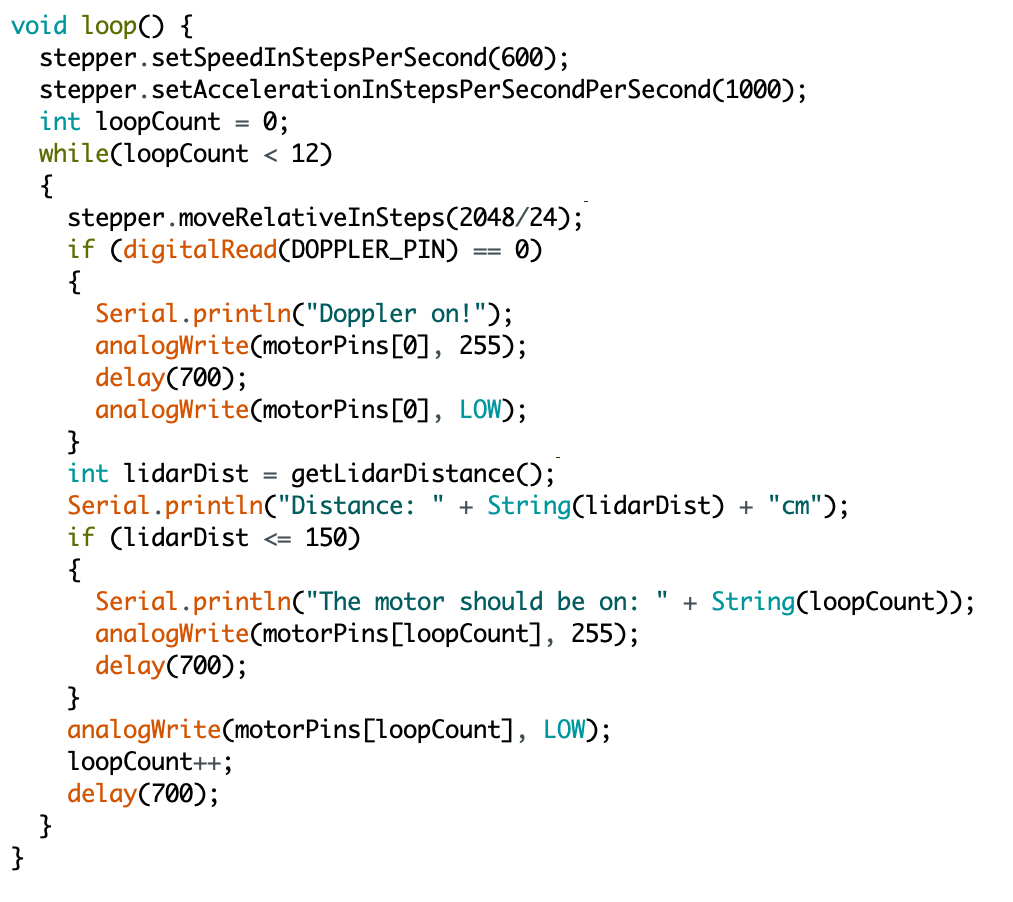 void loop() {
  stepper.setSpeedInStepsPerSecond(600);
  stepper.setAccelerationInStepsPerSecondPerSecond(1000);
  int loopCount = 0;
  while(loopCount < 12)
  {
    stepper.moveRelativeInSteps(2048/24);
    if (digitalRead(DOPPLER_PIN) == 0)
    {
      Serial.println("Doppler on!");
      analogWrite(motorPins[0], 255);
      delay(700);
      analogWrite(motorPins[0], LOW);
    }
    int lidarDist = getLidarDistance();
    Serial.println("Distance: " + String(lidarDist) + "cm");
    if (lidarDist <= 150)
    {
      Serial.println("The motor should be on: " + String(loopCount));
      analogWrite(motorPins[loopCount], 255);
      delay(700);
    }
    analogWrite(motorPins[loopCount], LOW);
    loopCount++;
    delay(700);
  }
}